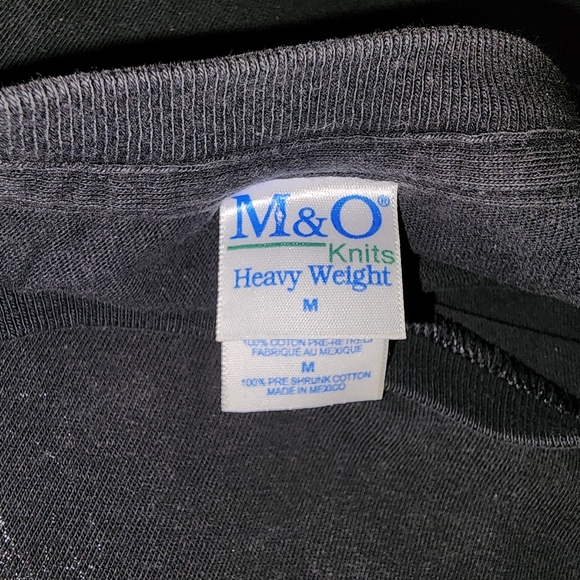 M&O®
Knits
Heavy Weight
M
100% COTON PRE-RETRECI
FABRIQUÉ AU MEXIQUE
M
100% PRE SHRUNK COTTON
MADE IN MEXICO